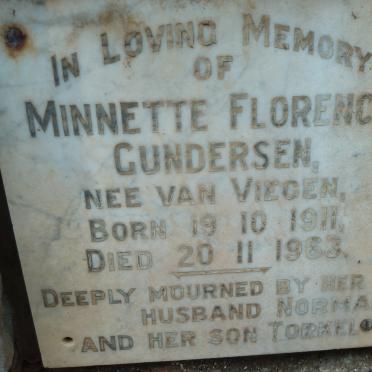 IN LOVING MEMORY
OF
MINNETTE FLORENC
GUNDERSEN,
NEE VAN VIEGEN,
BORN 19 10 1911,
DIED 20 11 1963.
DEEPLY MOURNED BY HER
HUSBAND NORMA
AND HER SON TORKEL